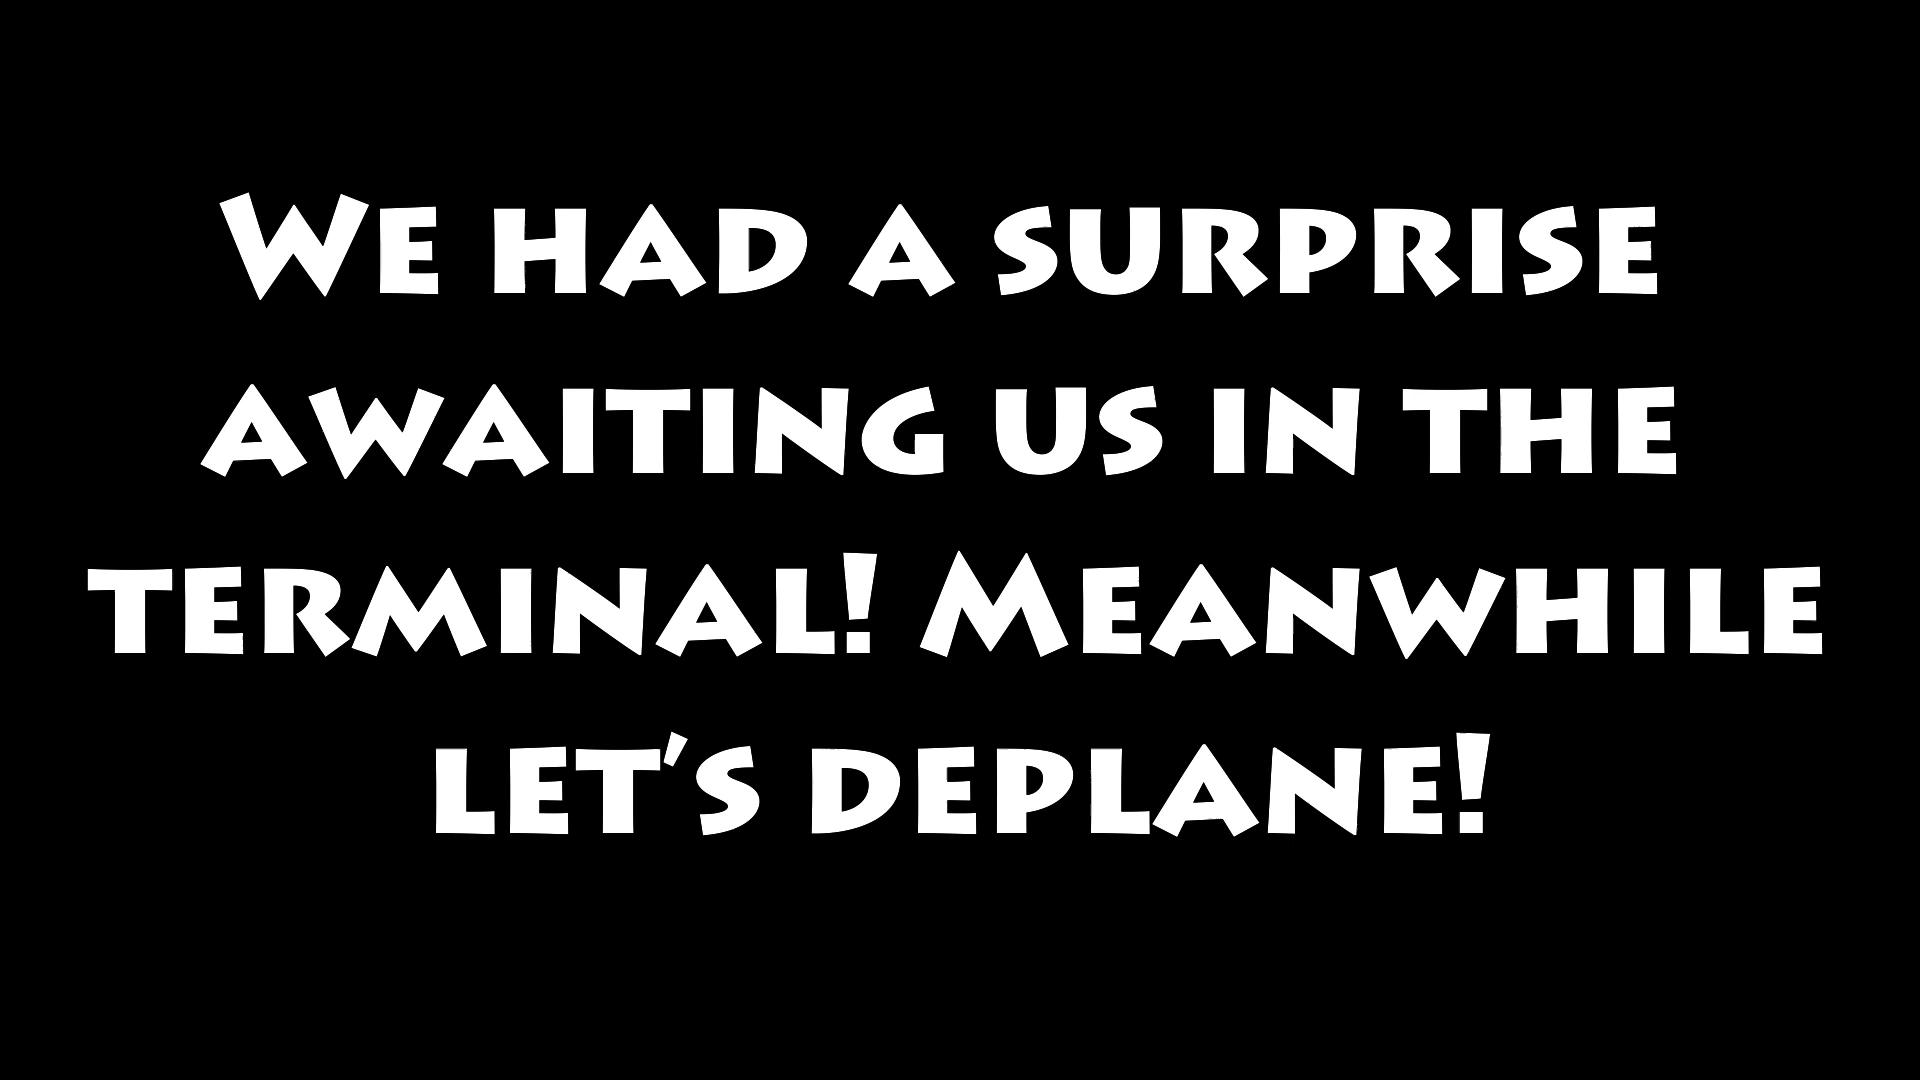 We had a surprise
awaiting us in the
terminal! Meanwhile
let's deplane!